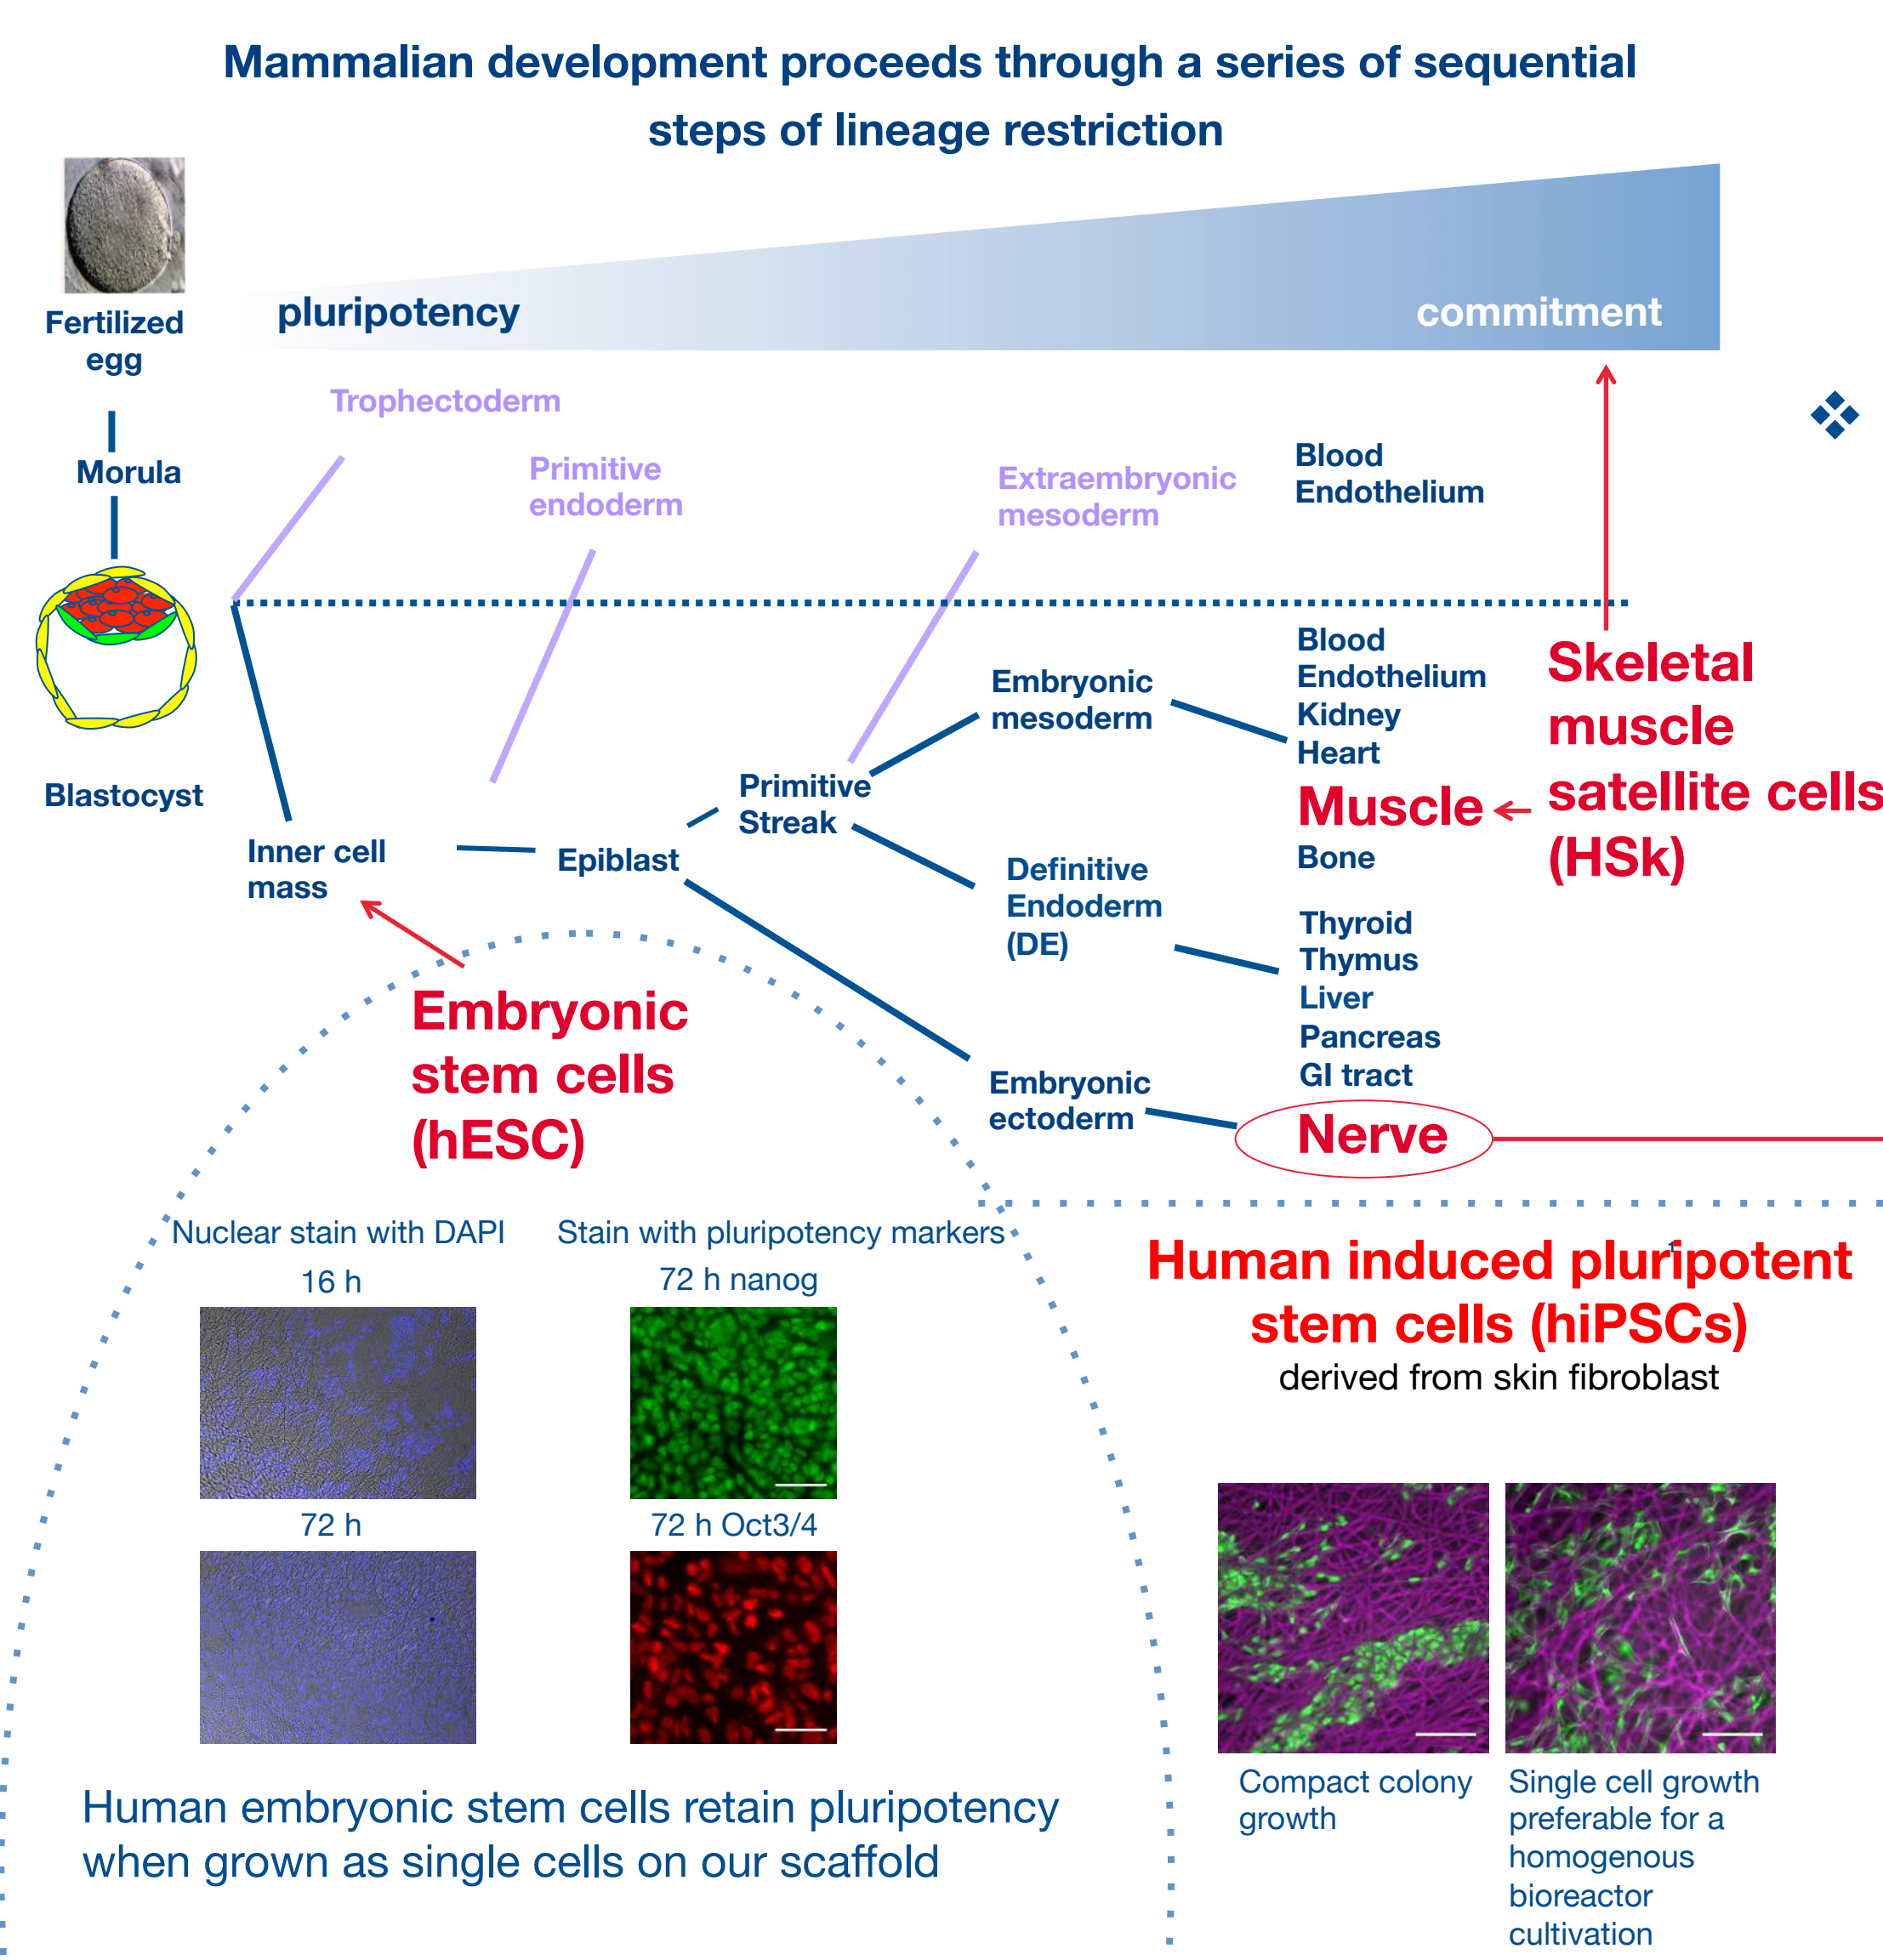 Mammalian development proceeds through a series of sequential
steps of lineage restriction
Fertilized
egg
pluripotency
commitment
Trophectoderm
Morula
Primitive
endoderm
Extraembryonic
mesoderm
Blood
Endothelium
Blastocyst
Inner cell
mass
Epiblast
Primitive
Streak
Embryonic
mesoderm
Blood
Endothelium
Kidney
Heart
Muscle
Bone
Skeletal
muscle
satellite cells
(HSk)
Definitive
Endoderm
(DE)
Thyroid
Thymus
Liver
Pancreas
GI tract
Embryonic
ectoderm
Nerve
Embryonic
stem cells
(hESC)
Nuclear stain with DAPI
16 h
72 h
Stain with pluripotency markers
72 h nanog
72 h Oct3/4
Human embryonic stem cells retain pluripotency
when grown as single cells on our scaffold
1
Human induced pluripotent
stem cells (hiPSCs)
derived from skin fibroblast
Compact colony
growth
Single cell growth
preferable for a
homogenous
bioreactor
cultivation